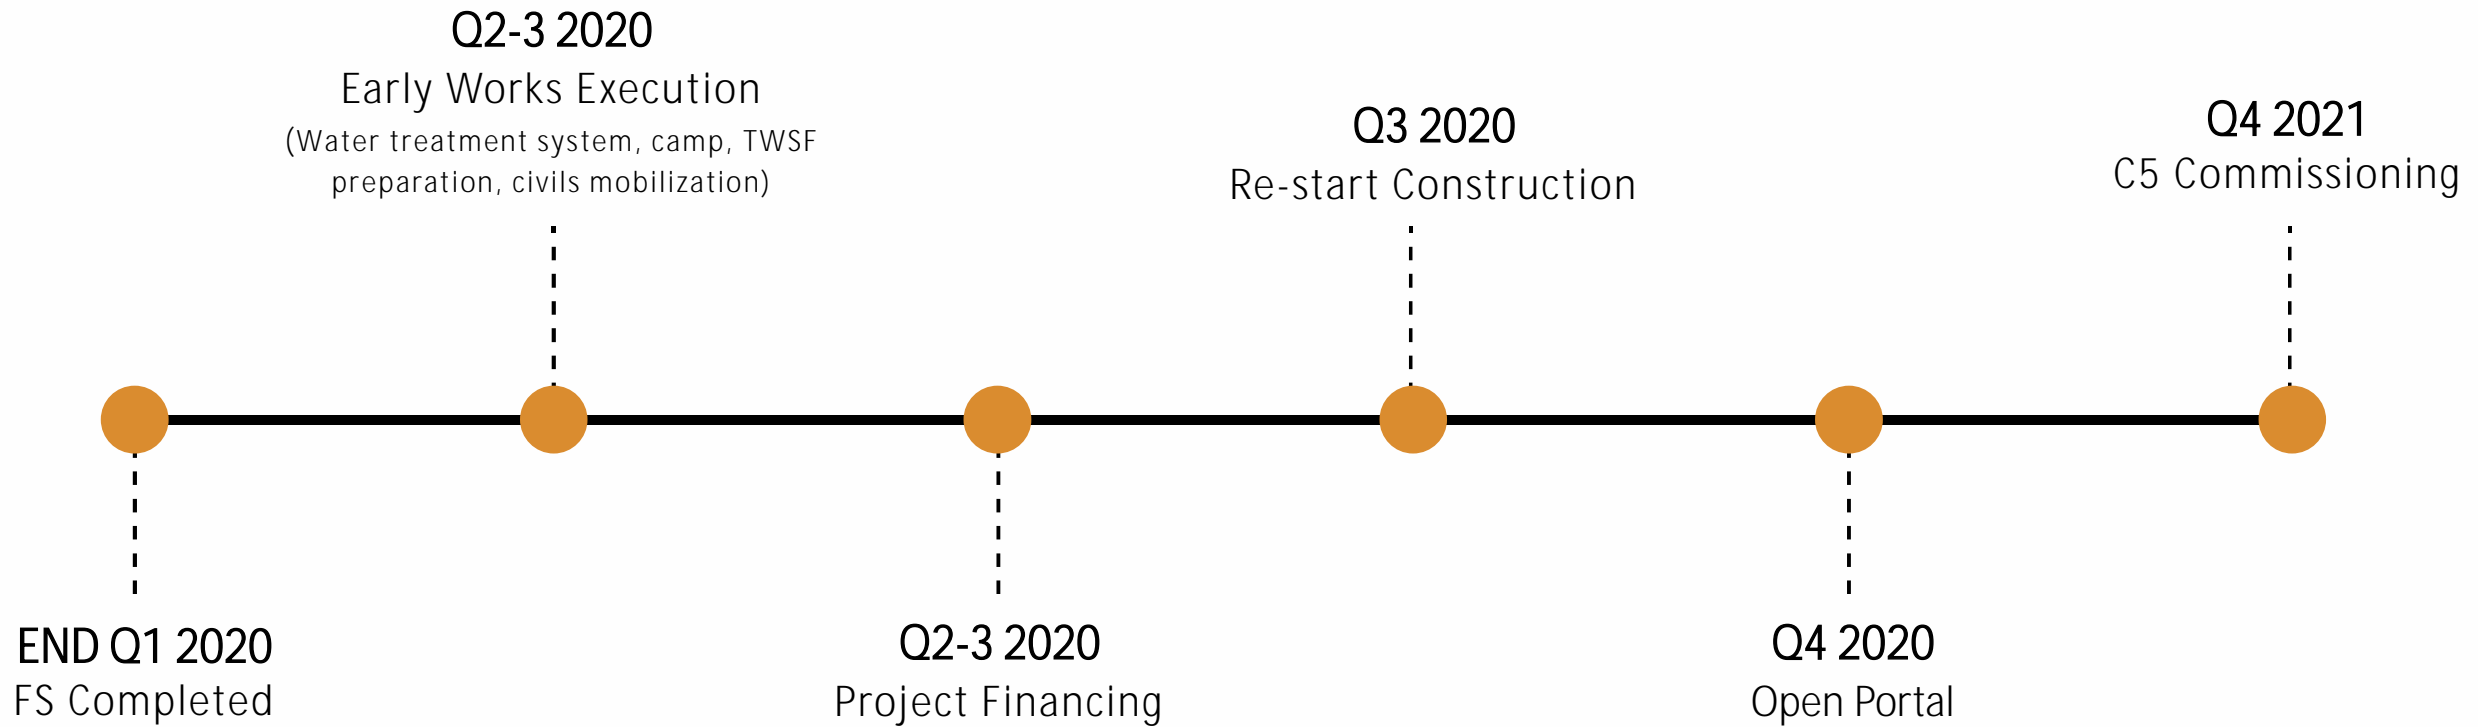 Q2-3 2020
Early Works Execution
(Water treatment system, camp, TWSF
preparation, civils mobilization)
Q3 2020
Re-start Construction
Q4 2021
C5 Commissioning
END Q1 2020
FS Completed
Q2-3 2020
Project Financing
Q4 2020
Open Portal